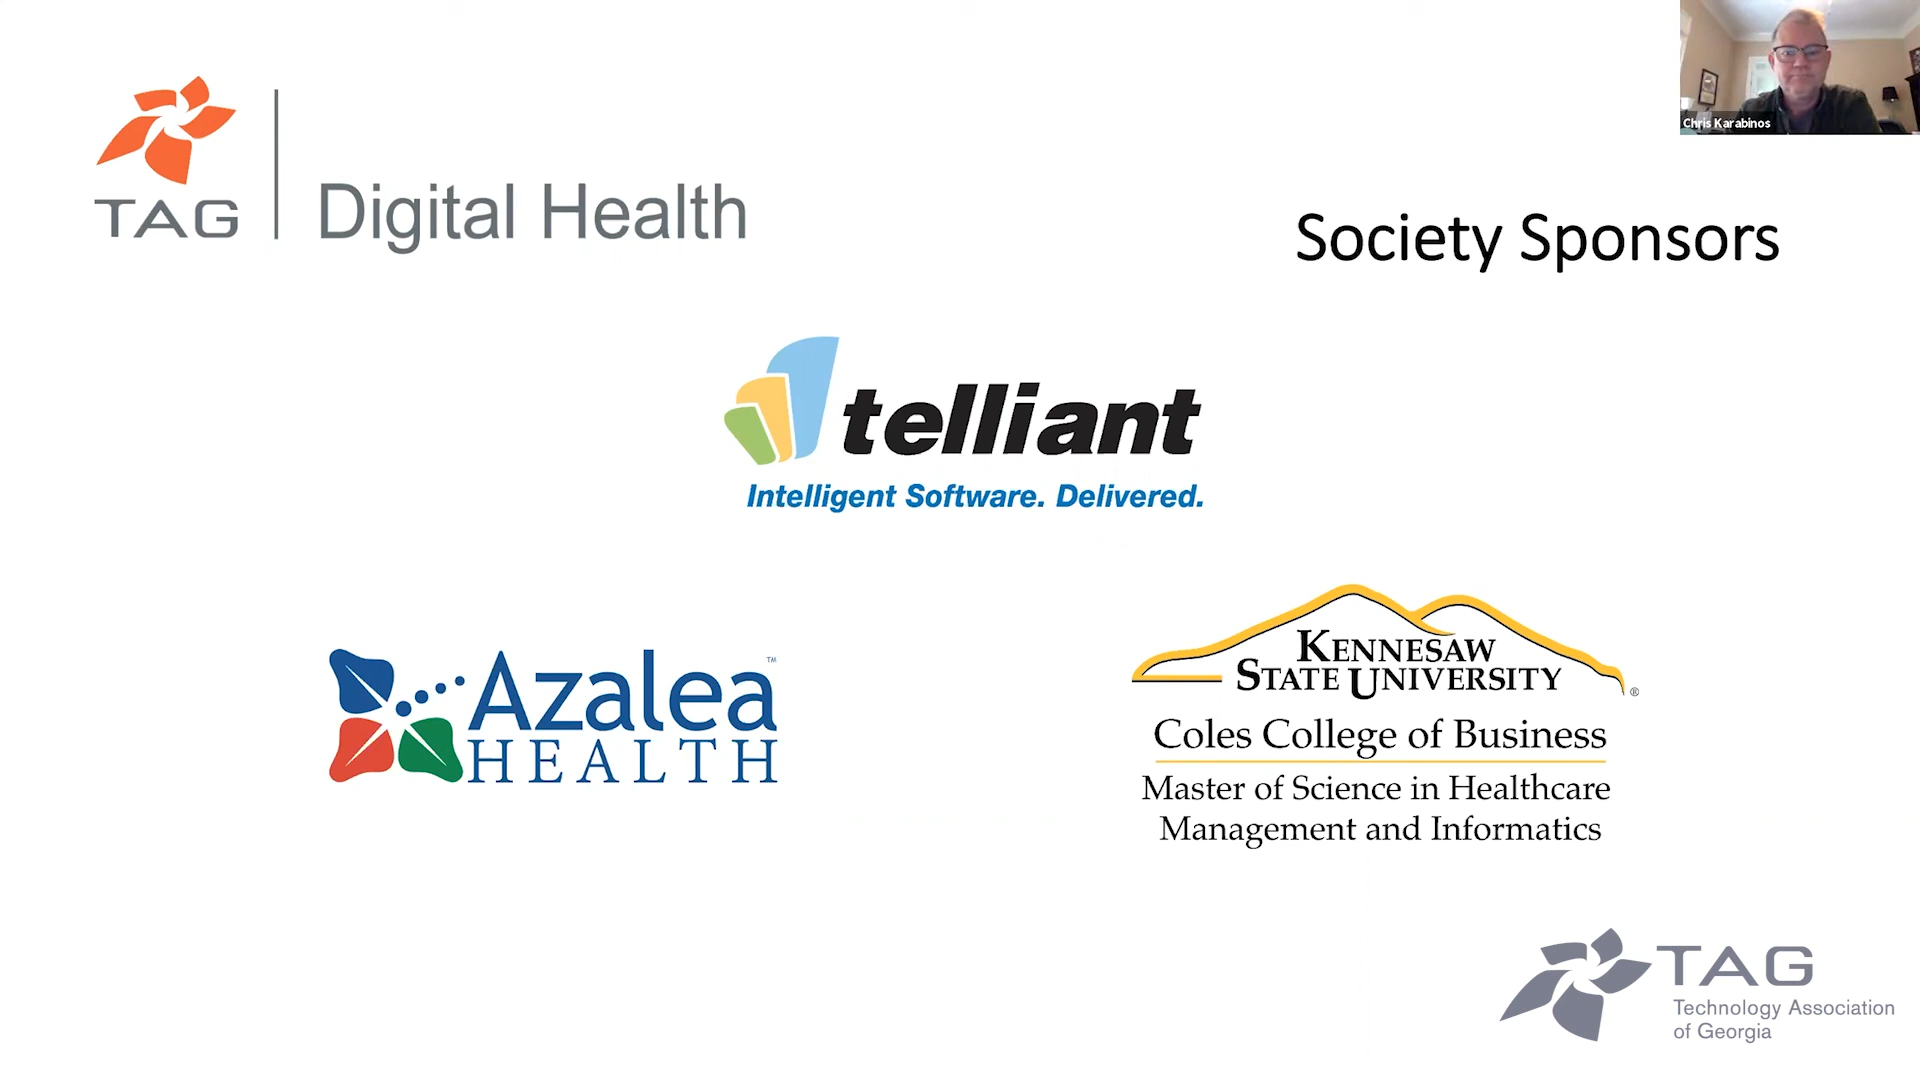 Chris Karabinos
TAG
Digital Health
Society Sponsors
telliant
Intelligent Software. Delivered.
Azalea™
HEALTH
KENNESAW
STATE UNIVERSITY®
Coles College of Business
Master of Science in Healthcare
Management and Informatics
TAG
Technology Association
of Georgia